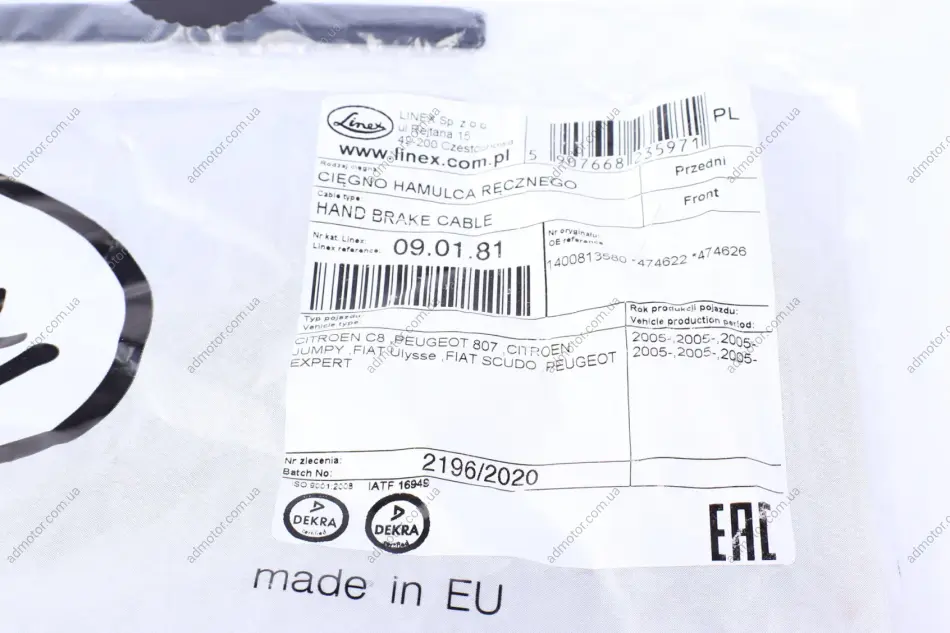 Linex
LINEX Sp. z o o
ul Rejtana 15
www.linex.com.pl
5 907668 235971
PL
Rodzaj cięgna
CIĘGNO HAMULCA RĘCZNEGO
Przedni
Cable type:
HAND BRAKE CABLE
Front
Nr kat. Linex:
Linex reference:
09.01.81
Nr oryginału:
OE reference:
1400813580 *474622 *474626
Typ pojazdu
Vehicle type:
Rok produkcji pojazdu:
Vehicle production period:
CITROEN C8 ,PEUGEOT 807 ,CITROEN
JUMPY ,FIAT Ulysse ,FIAT SCUDO ,PEUGEOT
EXPERT
2005-,2005-,2005-
2005-,2005-,2005-
Nr zlecenia:
Batch No:
2196/2020
ISO 9001:2008
IATF 16949
DEKRA
DEKRA
EAC
made in EU
admotor.com.ua